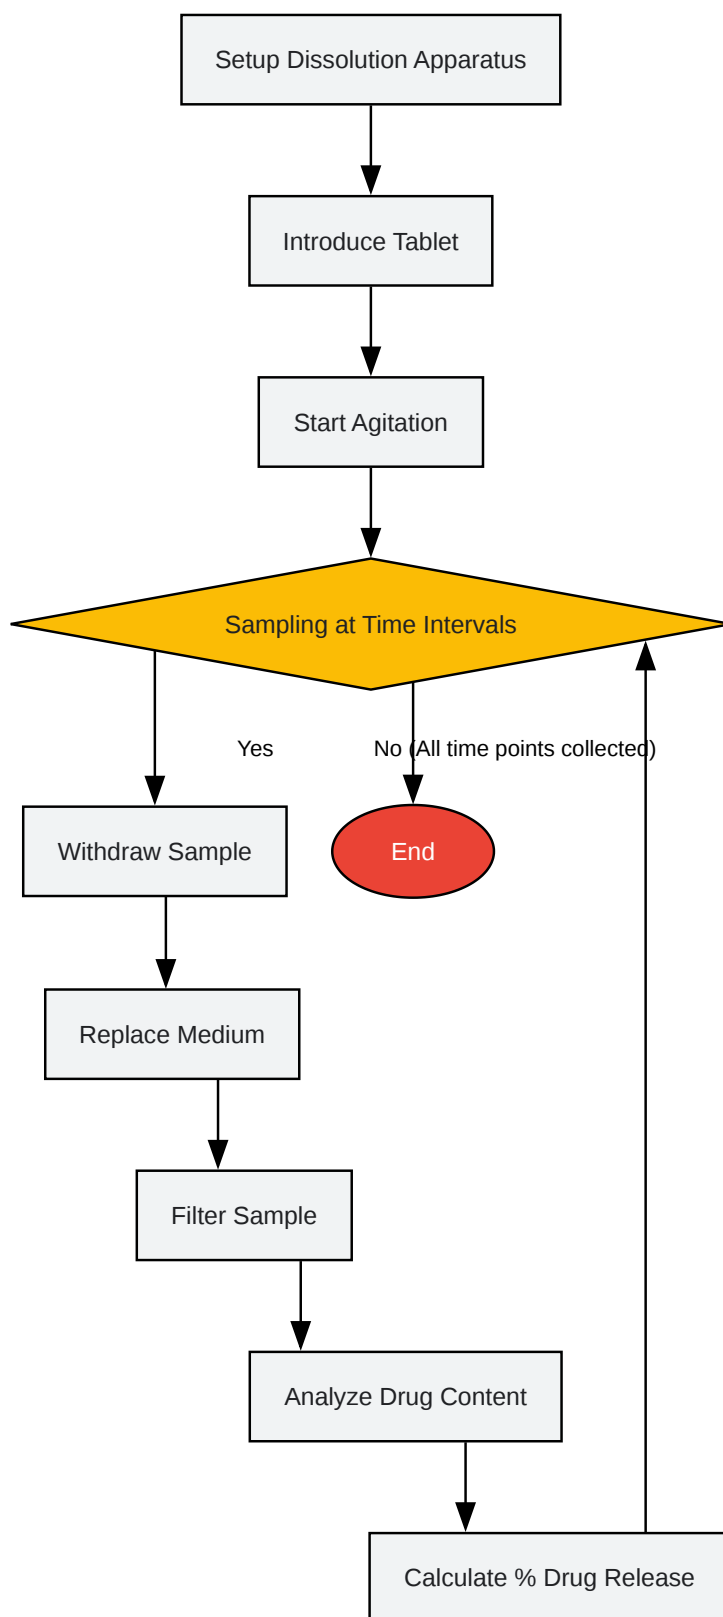 Setup Dissolution Apparatus
Introduce Tablet
Start Agitation
Sampling at Time Intervals
Yes
No (All time points collected)
Withdraw Sample
End
Replace Medium
Filter Sample
Analyze Drug Content
Calculate % Drug Release